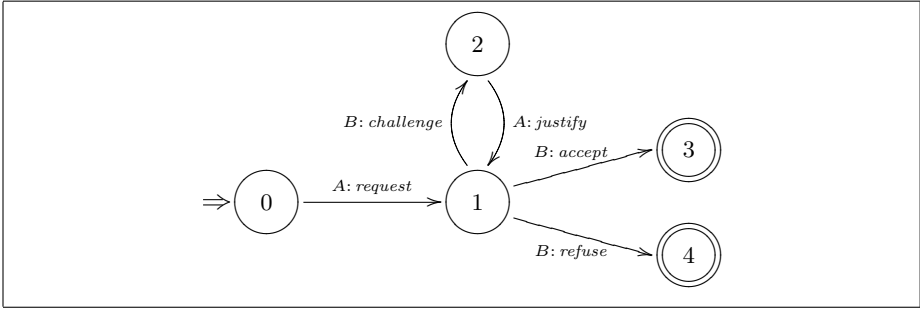 2
B: challenge
A: justify
B: accept
3
A: request
0
1
B: refuse
4